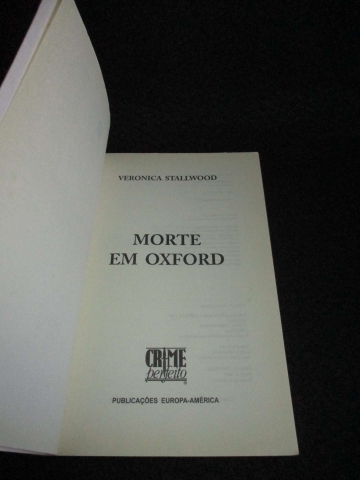 VERONICA STALLWOOD
MORTE
EM OXFORD
CRIME
perfeito
PUBLICAÇÕES EUROPA-AMÉRICA